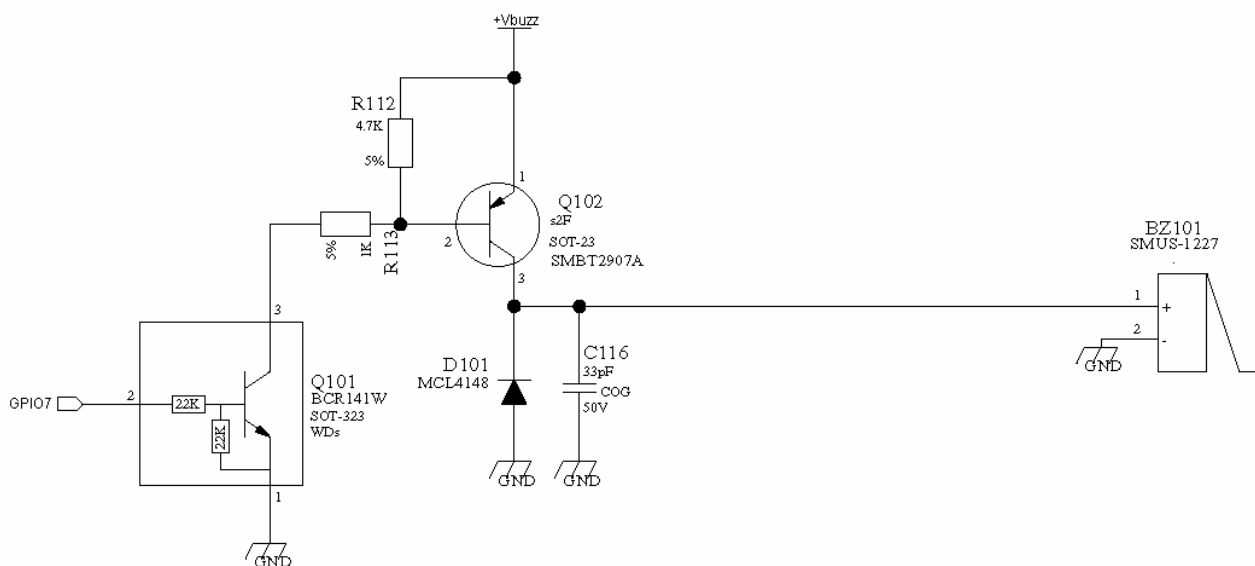 +Vbuzz
R112
4.7K
5%
1
Q102
s2F
SOT-23
SMBT2907A
2
3
5%
1K
R113
BZ101
SMUS-1227
1
+
2
-
GND
3
Q101
BCR141W
SOT-323
WDs
GPIO7
2
22K
22K
1
GND
D101
MCL4148
GND
C116
33pF
COG
50V
GND